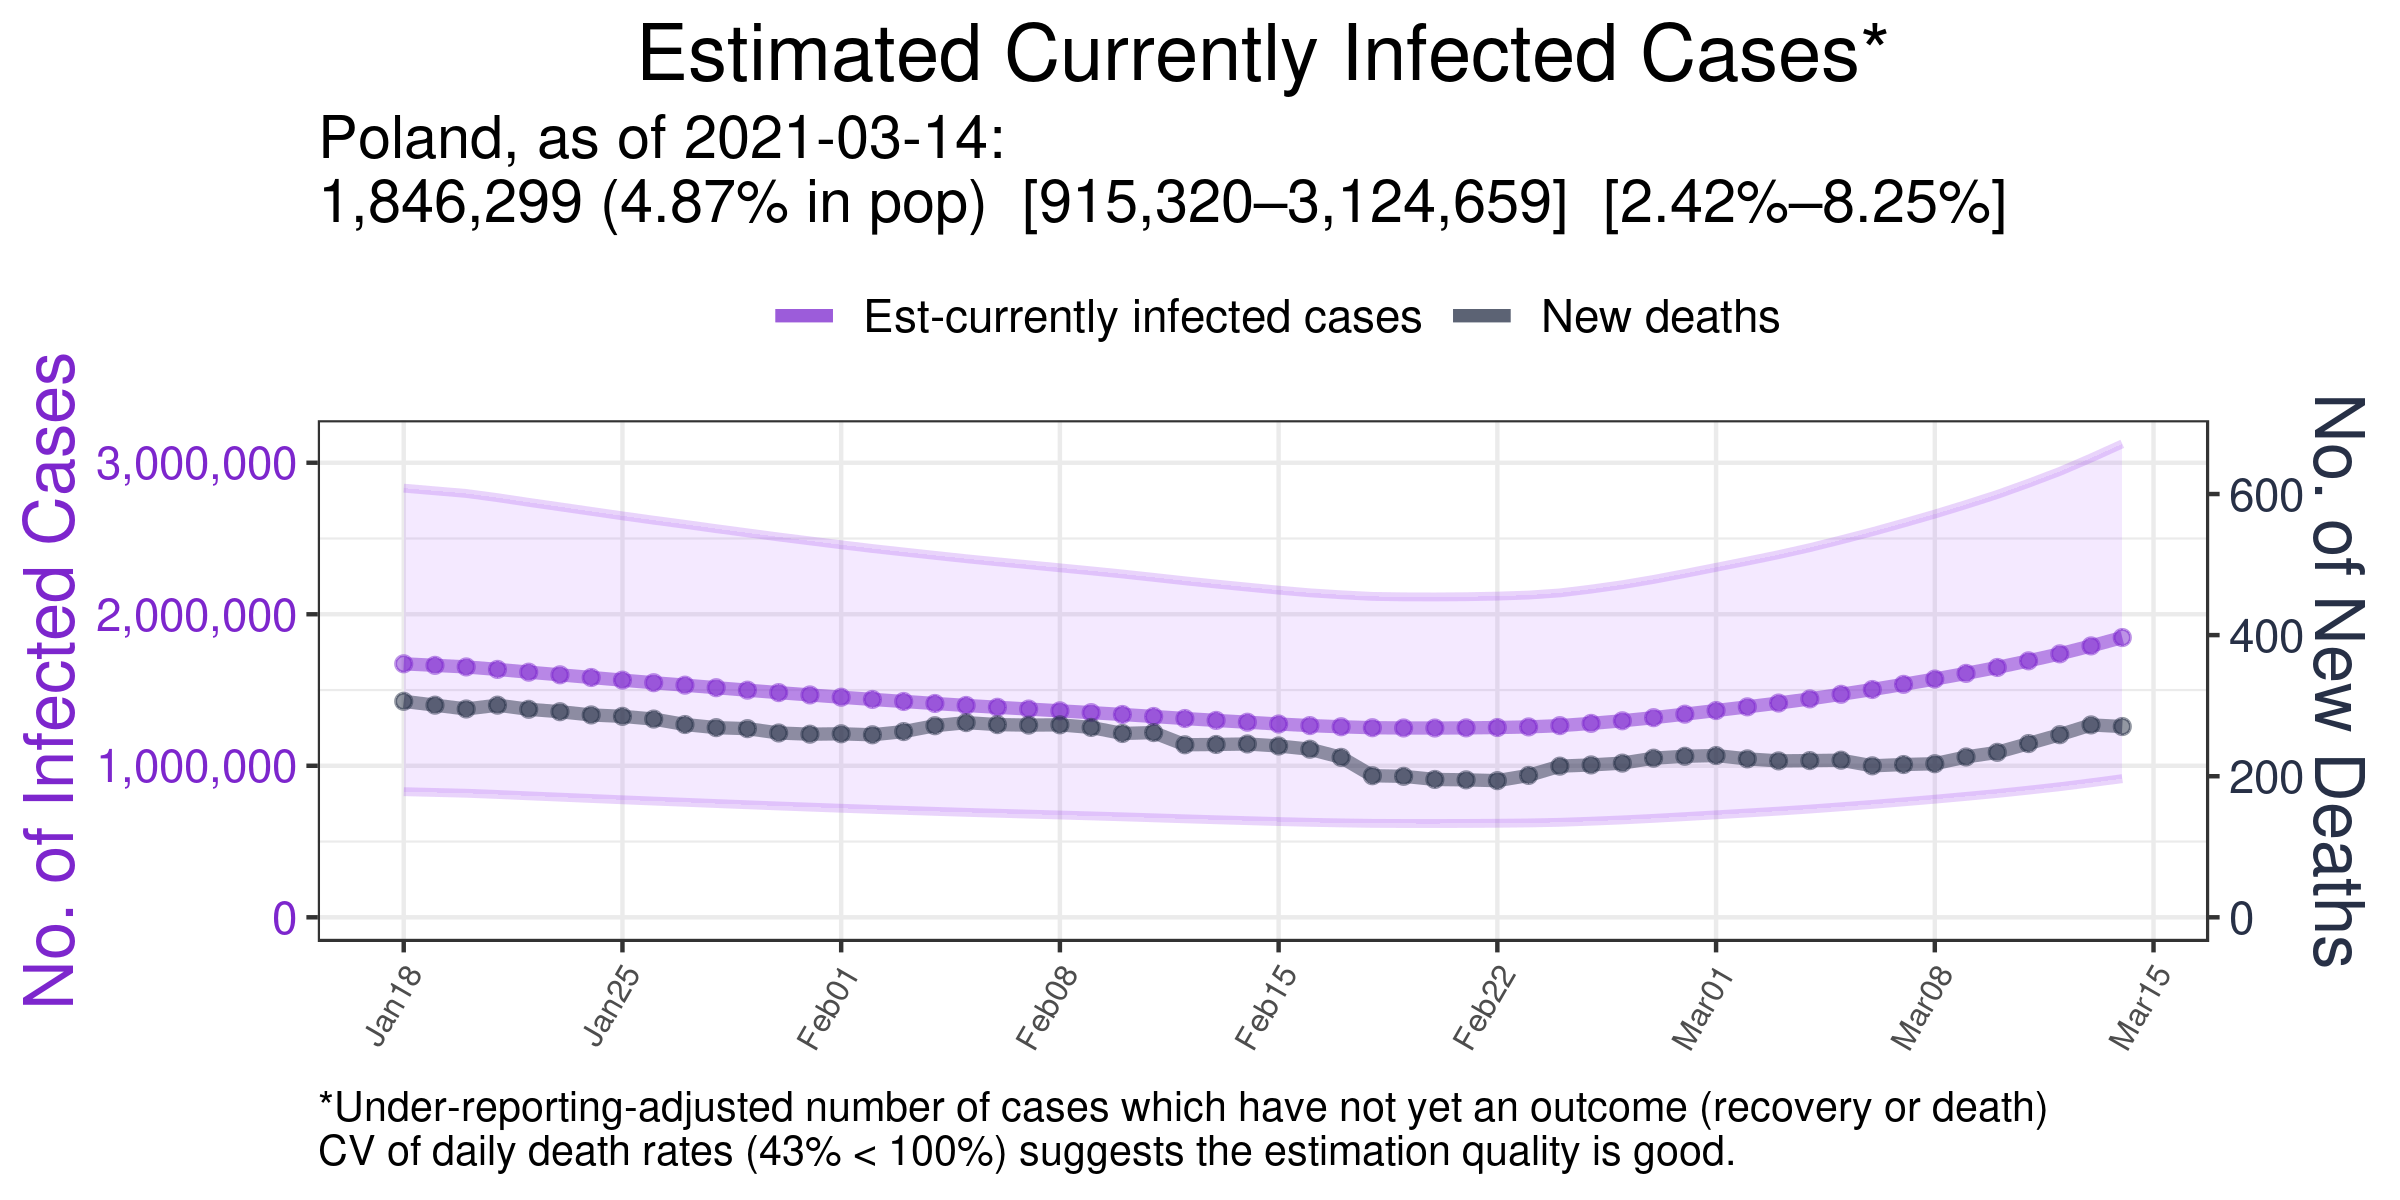 Estimated Currently Infected Cases*
Poland, as of 2021-03-14:
1,846,299 (4.87% in pop)  [915,320–3,124,659]  [2.42%–8.25%]
Est-currently infected cases
New deaths
No. of Infected Cases
3,000,000
2,000,000
1,000,000
0
No. of New Deaths
600
400
200
0
Jan18
Jan25
Feb01
Feb08
Feb15
Feb22
Mar01
Mar08
Mar15
*Under-reporting-adjusted number of cases which have not yet an outcome (recovery or death)
CV of daily death rates (43% < 100%) suggests the estimation quality is good.